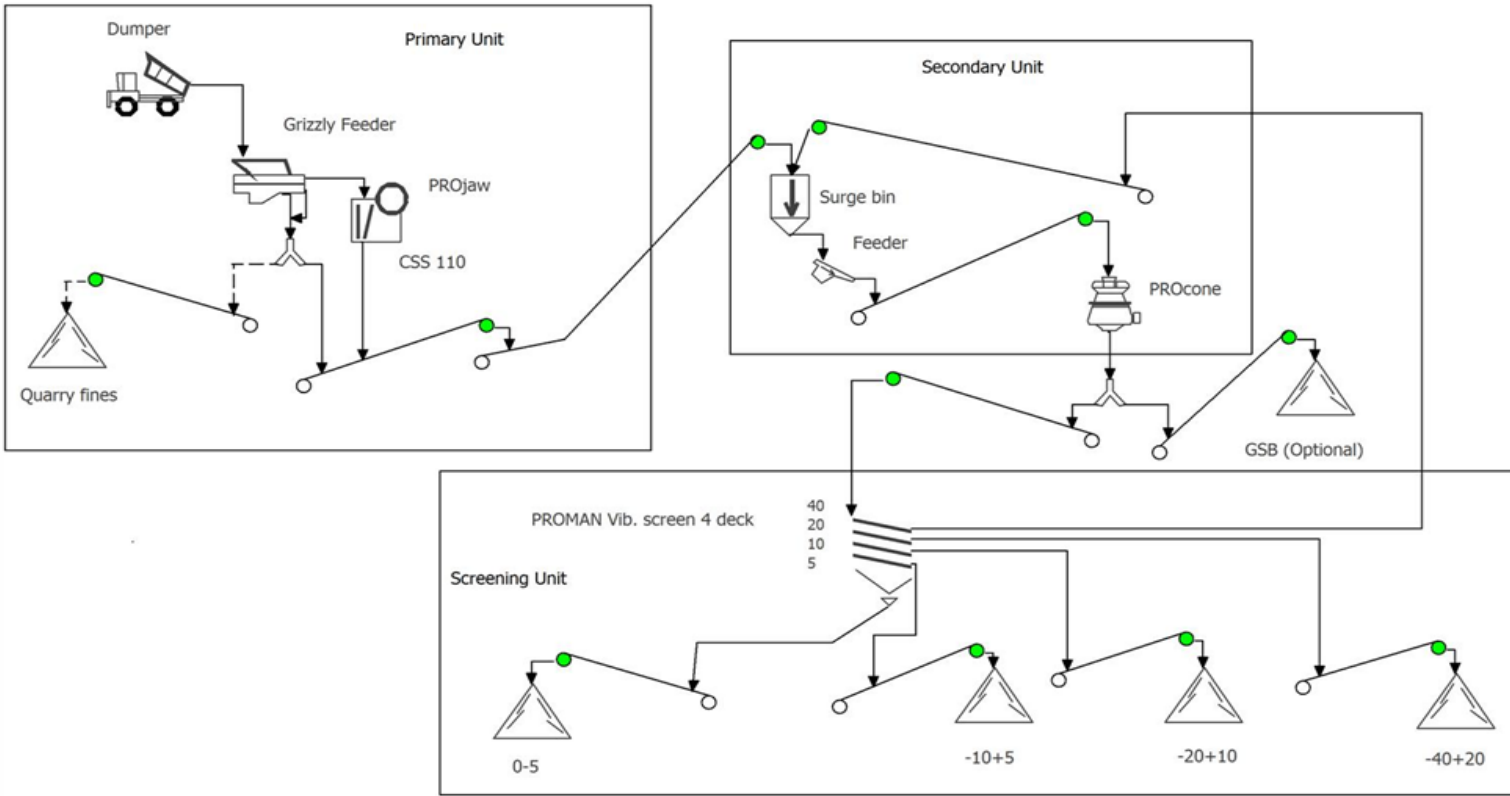 Dumper
Primary Unit
Grizzly Feeder
PROjaw
CSS 110
Quarry fines
Secondary Unit
Surge bin
Feeder
PROcone
GSB (Optional)
PROMAN Vib. screen 4 deck
40
20
10
5
Screening Unit
0-5
-10+5
-20+10
-40+20